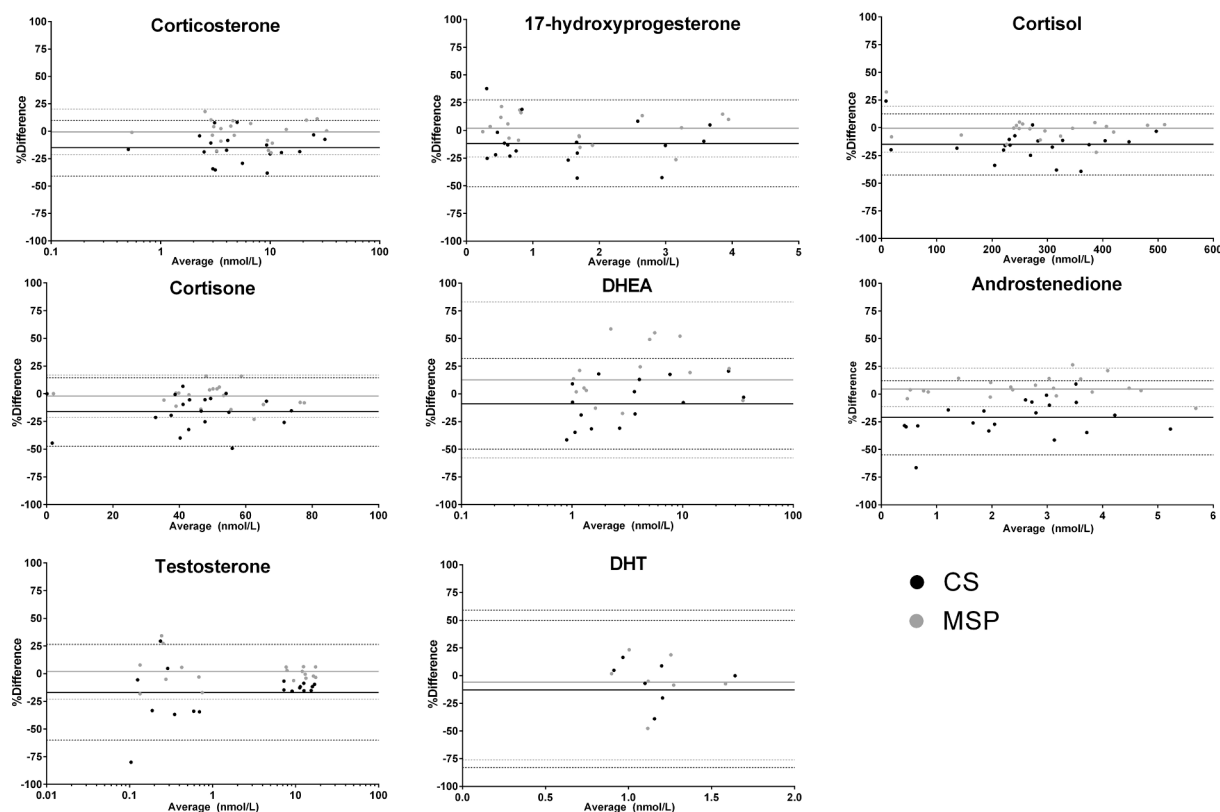 Corticosterone
100
75
50
25
0
-25
-50
-75
-100
%Difference
0.1 1 10 100
Average (nmol/L)
17-hydroxyprogesterone
100
75
50
25
0
-25
-50
-75
-100
%Difference
0 1 2 3 4 5
Average (nmol/L)
Cortisol
100
75
50
25
0
-25
-50
-75
-100
%Difference
0 100 200 300 400 500 600
Average (nmol/L)
Cortisone
100
75
50
25
0
-25
-50
-75
-100
%Difference
0 20 40 60 80 100
Average (nmol/L)
DHEA
100
75
50
25
0
-25
-50
-75
-100
%Difference
0.1 1 10 100
Average (nmol/L)
Androstenedione
100
75
50
25
0
-25
-50
-75
-100
%Difference
0 1 2 3 4 5 6
Average (nmol/L)
Testosterone
100
75
50
25
0
-25
-50
-75
-100
%Difference
0.01 0.1 1 10 100
Average (nmol/L)
DHT
100
75
50
25
0
-25
-50
-75
-100
%Difference
0.0 0.5 1.0 1.5 2.0
Average (nmol/L)
CS
MSP